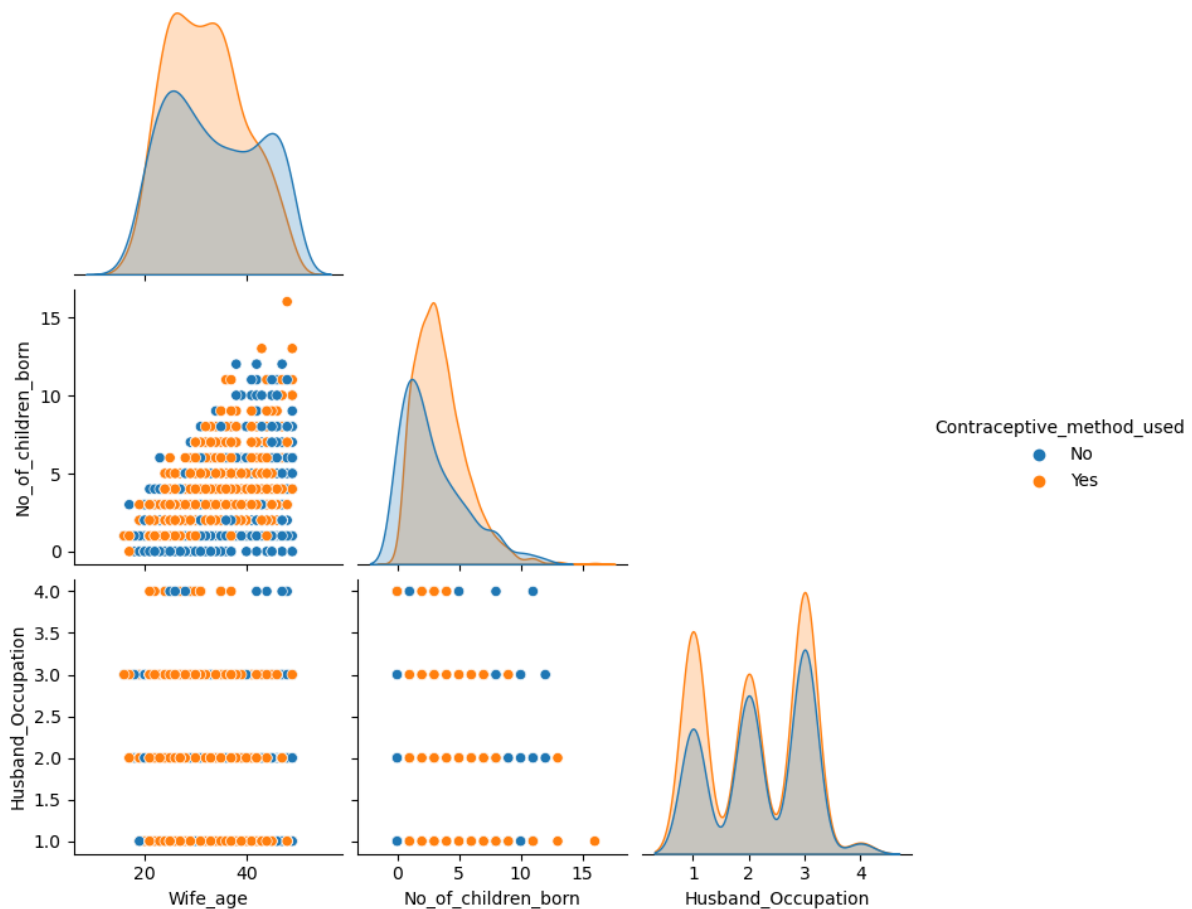 No_of_children_born
15
10
5
0
Contraceptive_method_used
No
Yes
Husband_Occupation
4.0
3.5
3.0
2.5
2.0
1.5
1.0
20 40
0 5 10 15
1 2 3 4
Wife_age
No_of_children_born
Husband_Occupation